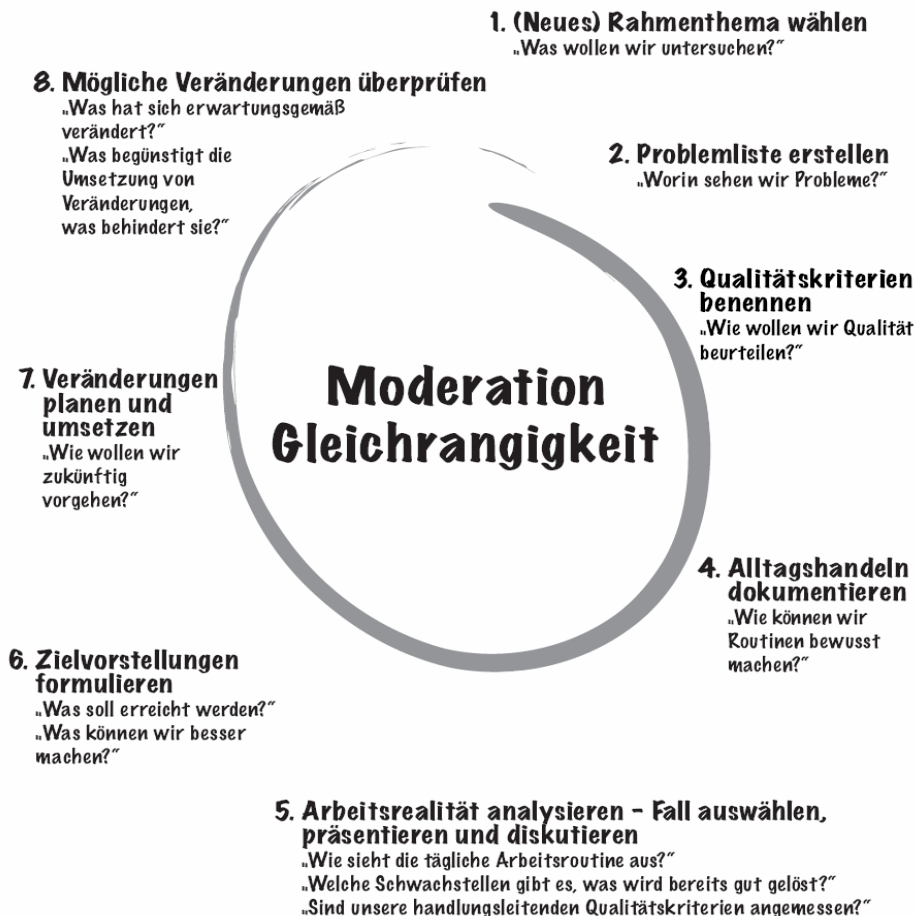 1. (Neues) Rahmenthema wählen
„Was wollen wir untersuchen?“
2. Problemliste erstellen
„Worin sehen wir Probleme?“
3. Qualitätskriterien
benennen
„Wie wollen wir Qualität
beurteilen?“
4. Alltagshandeln
dokumentieren
„Wie können wir
Routinen bewusst
machen?“
5. Arbeitsrealität analysieren – Fall auswählen,
präsentieren und diskutieren
„Wie sieht die tägliche Arbeitsroutine aus?“
„Welche Schwachstellen gibt es, was wird bereits gut gelöst?“
„Sind unsere handlungsleitenden Qualitätskriterien angemessen?“
6. Zielvorstellungen
formulieren
„Was soll erreicht werden?“
„Was können wir besser
machen?“
7. Veränderungen
planen und
umsetzen
„Wie wollen wir
zukünftig
vorgehen?“
8. Mögliche Veränderungen überprüfen
„Was hat sich erwartungsgemäß
verändert?“
„Was begünstigt die
Umsetzung von
Veränderungen,
was behindert sie?“
Moderation
Gleichrangigkeit